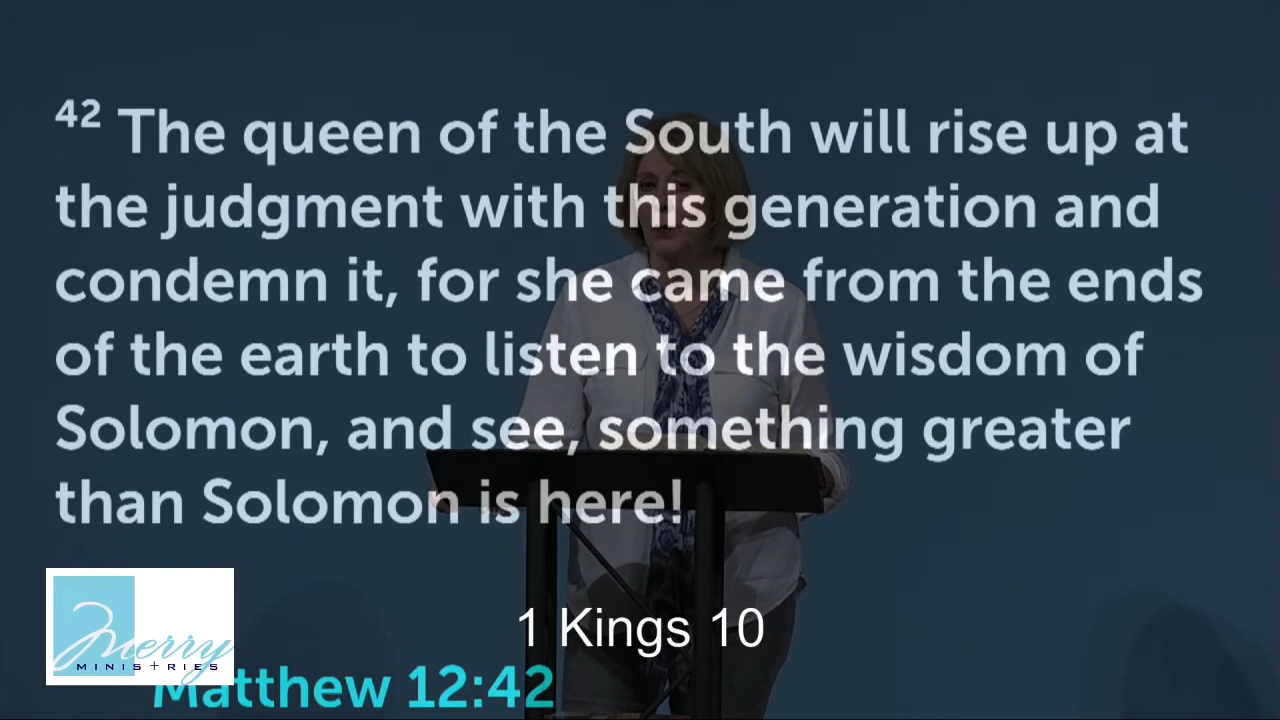 42 The queen of the South will rise up at
the judgment with this generation and
condemn it, for she came from the ends
of the earth to listen to the wisdom of
Solomon, and see, something greater
than Solomon is here!
1 Kings 10
Merry
MINISTRIES
Matthew 12:42